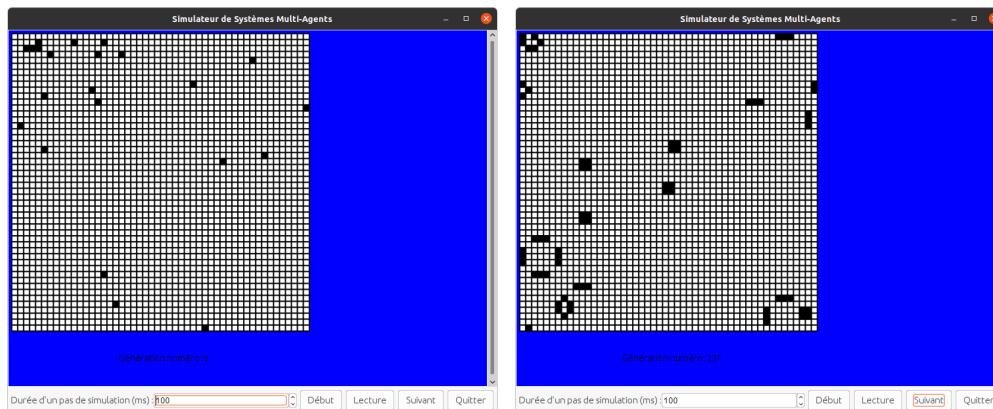 Simulateur de Systèmes Multi-Agents
Génération numéro: 0
Durée d'un pas de simulation (ms) : 100 Début Lecture Suivant Quitter
Simulateur de Systèmes Multi-Agents
Génération numéro:
Durée d'un pas de simulation (ms) : 100 Début Lecture Suivant Quitter